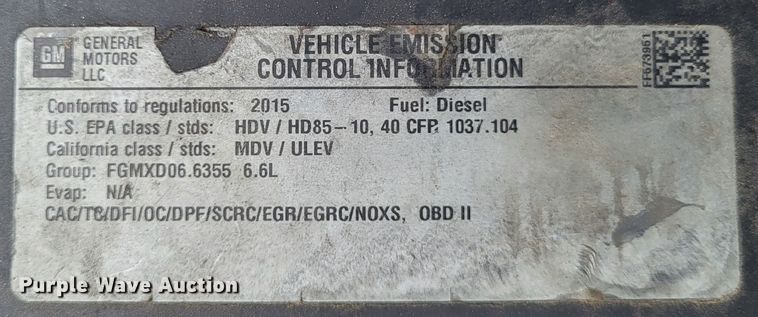 GM
GENERAL
MOTORS
LLC
VEHICLE EMISSION
CONTROL INFORMATION
FF673961
Conforms to regulations: 2015 Fuel: Diesel
U.S. EPA class / stds: HDV / HD85-10, 40 CFR 1037.104
California class / stds: MDV / ULEV
Group: FGMXD06.6355 6.6L
Evap: N/A
CAC/TC/DFI/OC/DPF/SCRC/EGR/EGRC/NOXS, OBD II
Purple Wave Auction